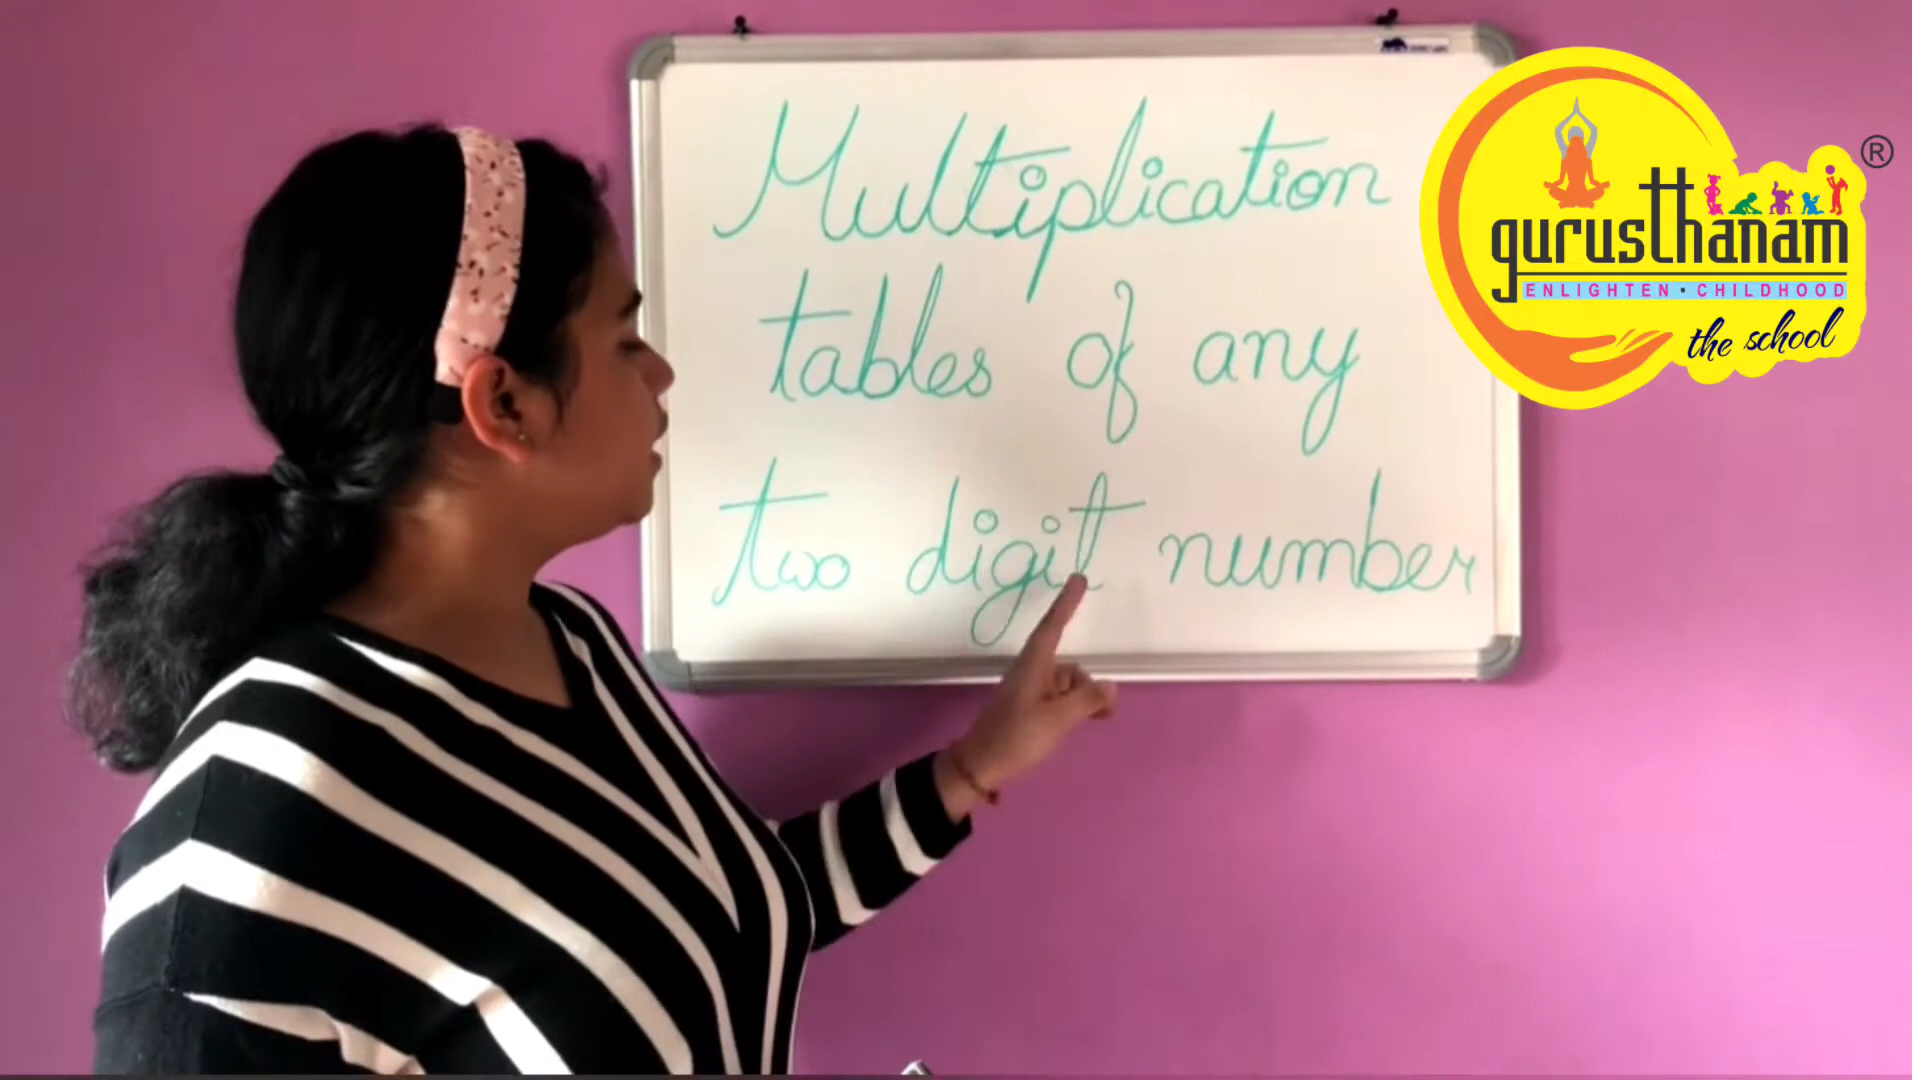 Multiplication
tables of any
two digit number
gurusthanam
ENLIGHTEN • CHILDHOOD
the school
®